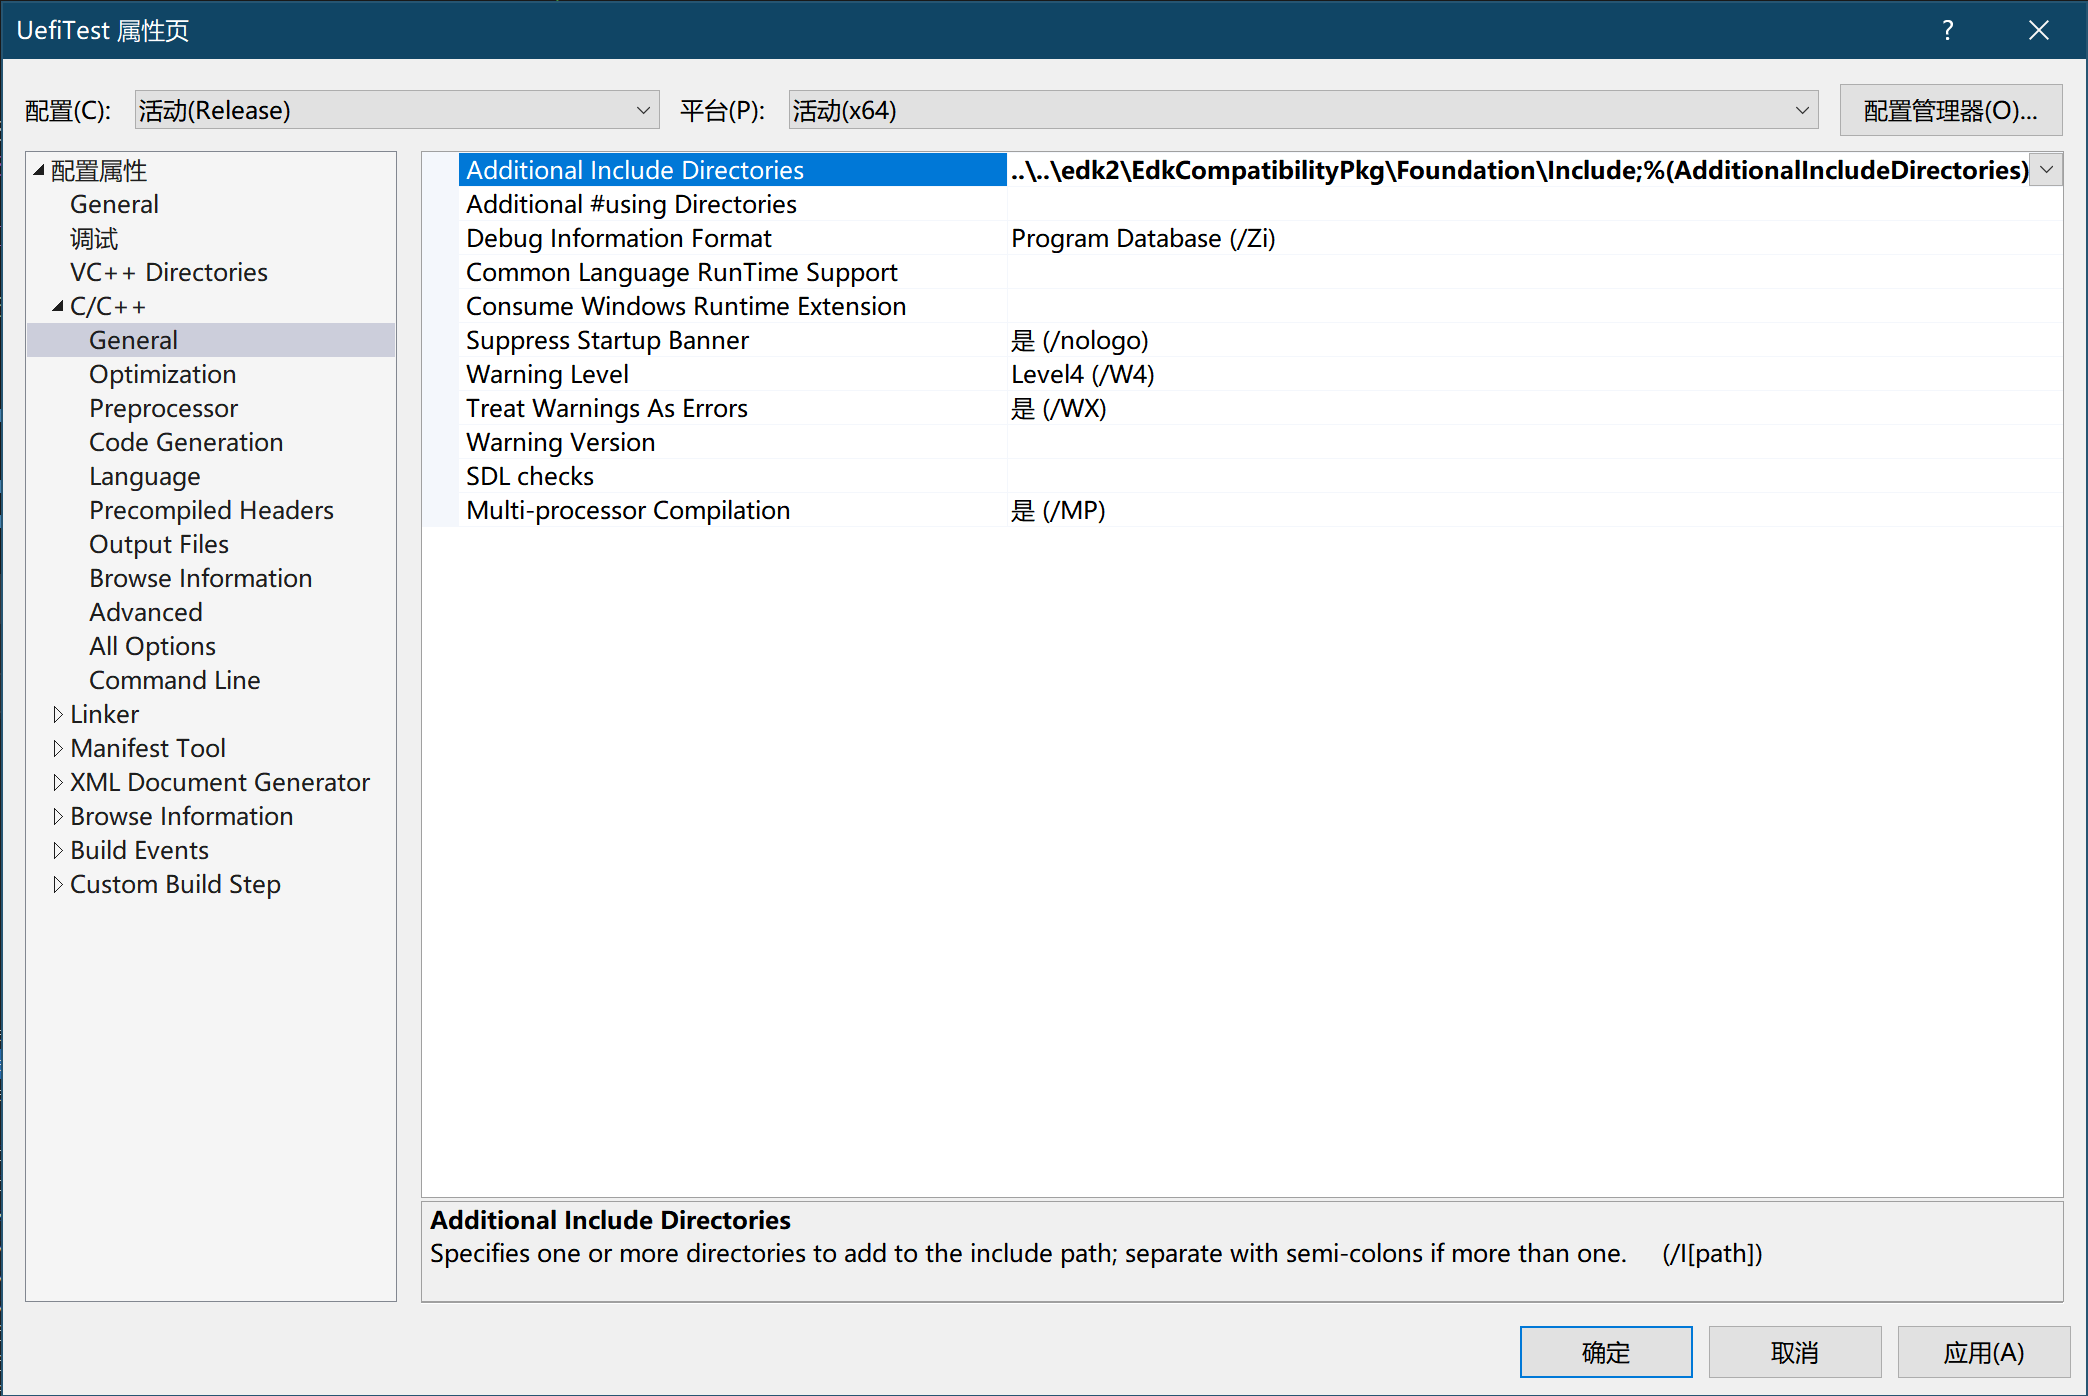 UefiTest 属性页
?
配置(C): 活动(Release) 平台(P): 活动(x64) 配置管理器(O)...
配置属性
General
调试
VC++ Directories
C/C++
General
Optimization
Preprocessor
Code Generation
Language
Precompiled Headers
Output Files
Browse Information
Advanced
All Options
Command Line
Linker
Manifest Tool
XML Document Generator
Browse Information
Build Events
Custom Build Step
Additional Include Directories ..\..\edk2\EdkCompatibilityPkg\Foundation\Include;%(AdditionalIncludeDirectories)
Additional #using Directories
Debug Information Format Program Database (/Zi)
Common Language RunTime Support
Consume Windows Runtime Extension
Suppress Startup Banner 是 (/nologo)
Warning Level Level4 (/W4)
Treat Warnings As Errors 是 (/WX)
Warning Version
SDL checks
Multi-processor Compilation 是 (/MP)
Additional Include Directories
Specifies one or more directories to add to the include path; separate with semi-colons if more than one. (/I[path])
确定 取消 应用(A)